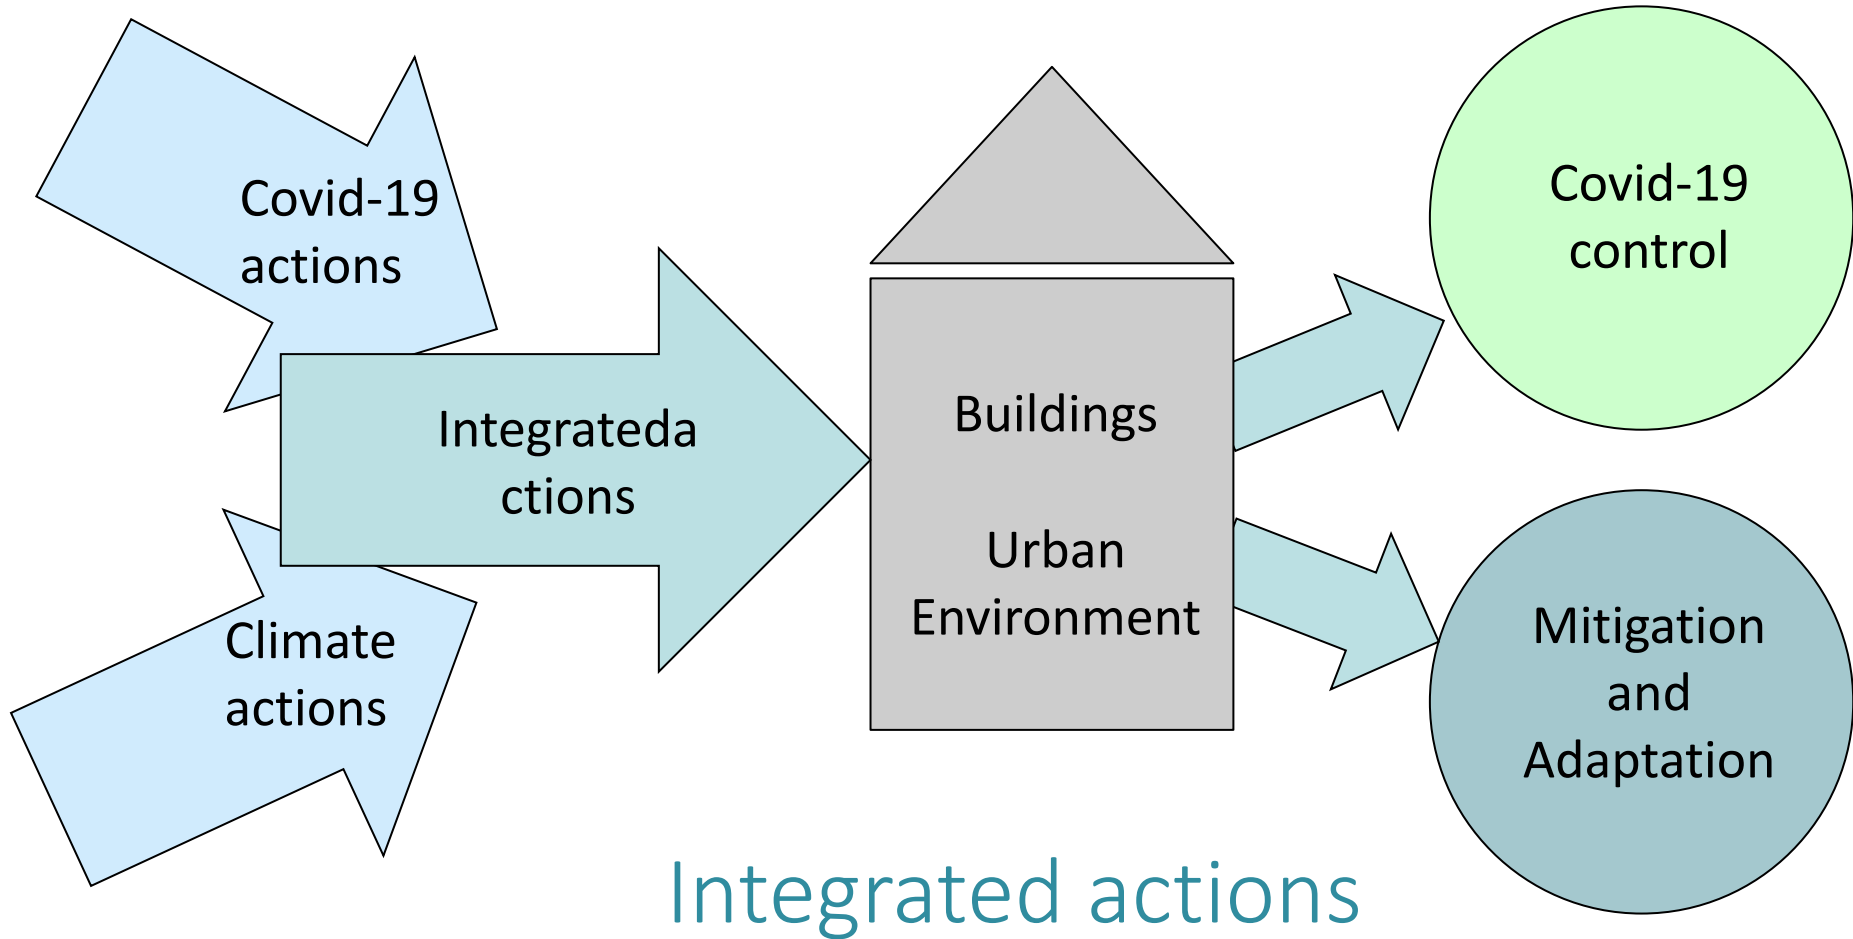 Covid-19
actions
Integrateda
ctions
Climate
actions
Buildings
Urban
Environment
Covid-19
control
Mitigation
and
Adaptation
Integrated actions